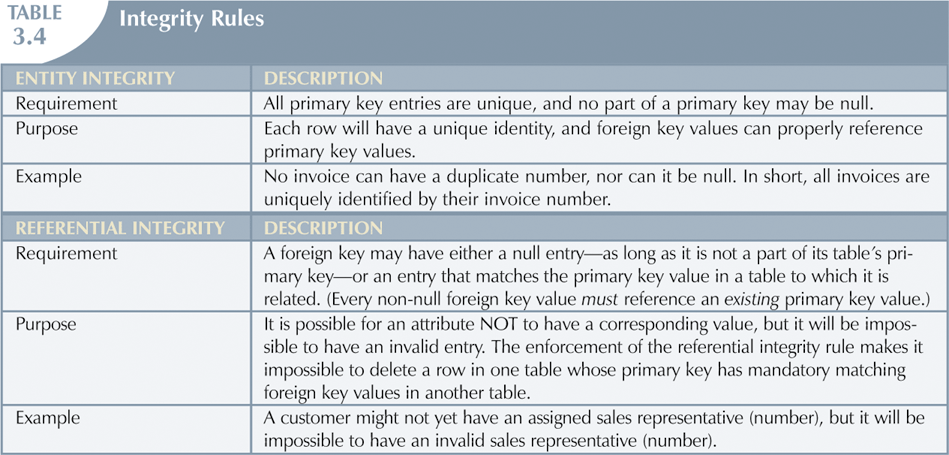 TABLE
3.4
Integrity Rules
ENTITY INTEGRITY DESCRIPTION
Requirement All primary key entries are unique, and no part of a primary key may be null.
Purpose Each row will have a unique identity, and foreign key values can properly reference
primary key values.
Example No invoice can have a duplicate number, nor can it be null. In short, all invoices are
uniquely identified by their invoice number.
REFERENTIAL INTEGRITY DESCRIPTION
Requirement A foreign key may have either a null entry—as long as it is not a part of its table's pri-
mary key—or an entry that matches the primary key value in a table to which it is
related. (Every non-null foreign key value must reference an existing primary key value.)
Purpose It is possible for an attribute NOT to have a corresponding value, but it will be impos-
sible to have an invalid entry. The enforcement of the referential integrity rule makes it
impossible to delete a row in one table whose primary key has mandatory matching
foreign key values in another table.
Example A customer might not yet have an assigned sales representative (number), but it will be
impossible to have an invalid sales representative (number).